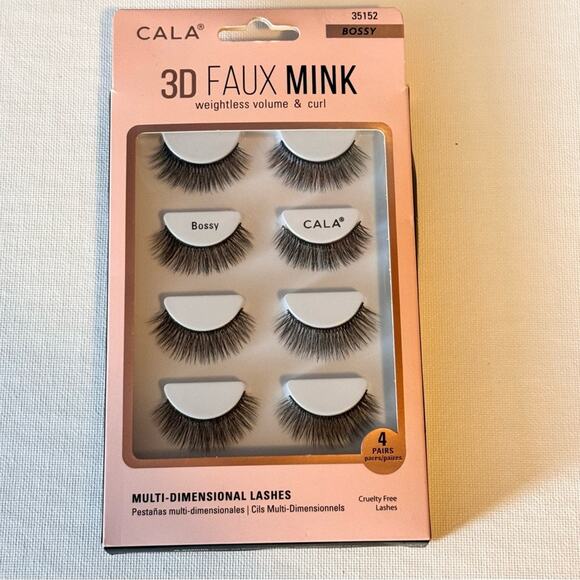 CALA®
35152
BOSSY
3D FAUX MINK
weightless volume & curl
Bossy
CALA®
4
PAIRS
paces/paires
MULTI-DIMENSIONAL LASHES
Pestañas multi-dimensionales | Cils Multi-Dimensionnels
Cruelty Free
Lashes